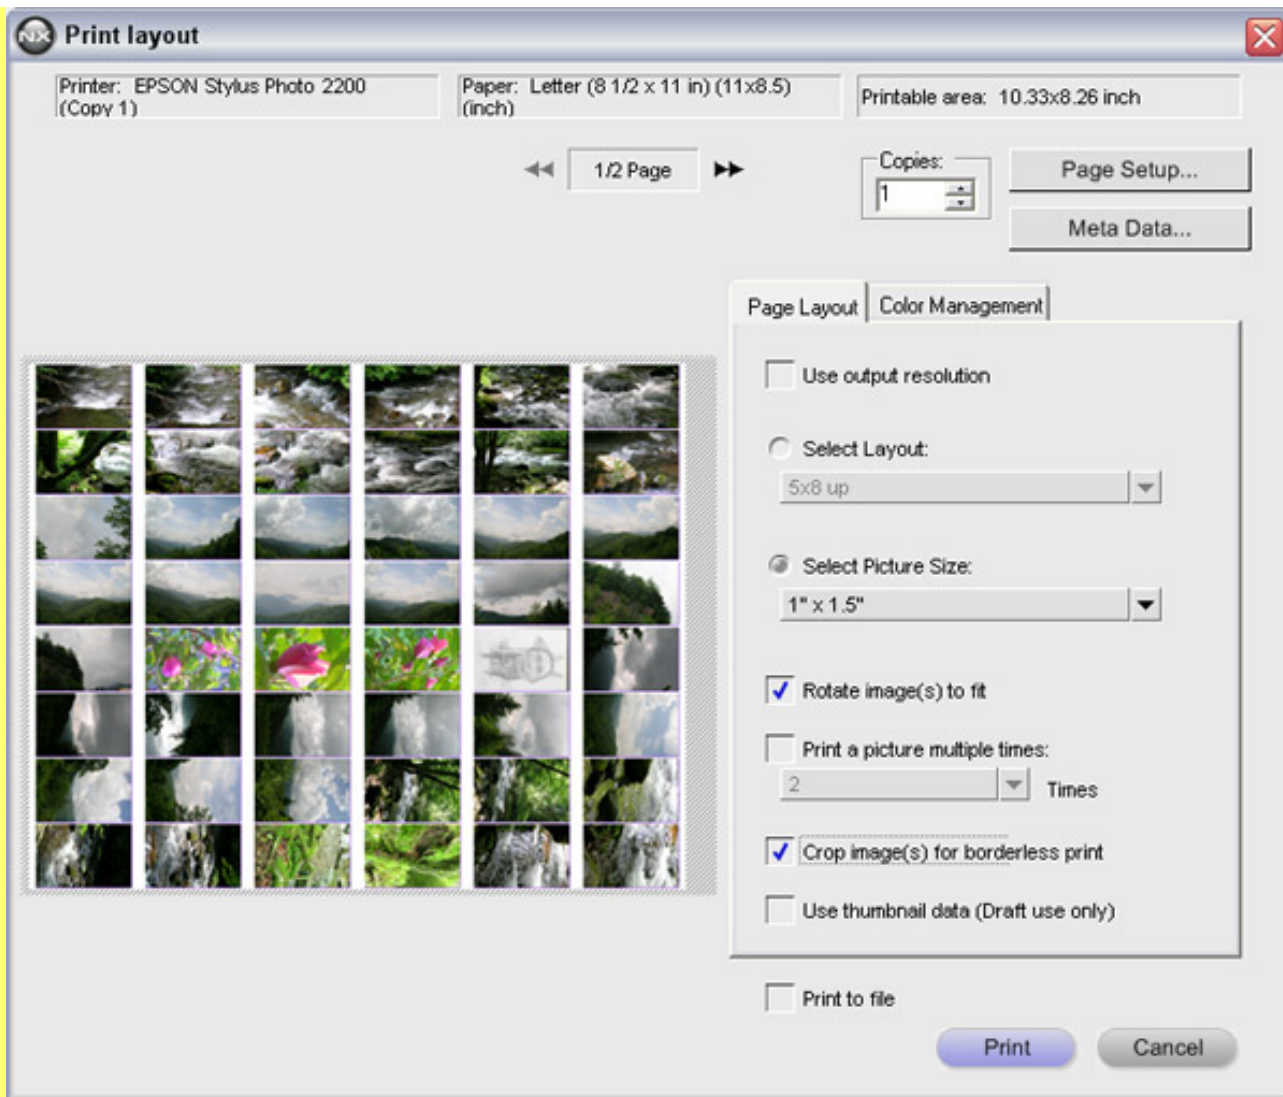 NX Print layout
Printer: EPSON Stylus Photo 2200
(Copy 1)
Paper: Letter (8 1/2 x 11 in) (11x8.5)
(inch)
Printable area: 10.33x8.26 inch
1/2 Page
Copies:
1
Page Setup...
Meta Data...
Page Layout
Color Management
Use output resolution
Select Layout:
5x8 up
Select Picture Size:
1" x 1.5"
Rotate image(s) to fit
Print a picture multiple times:
2
Times
Crop image(s) for borderless print
Use thumbnail data (Draft use only)
Print to file
Print
Cancel